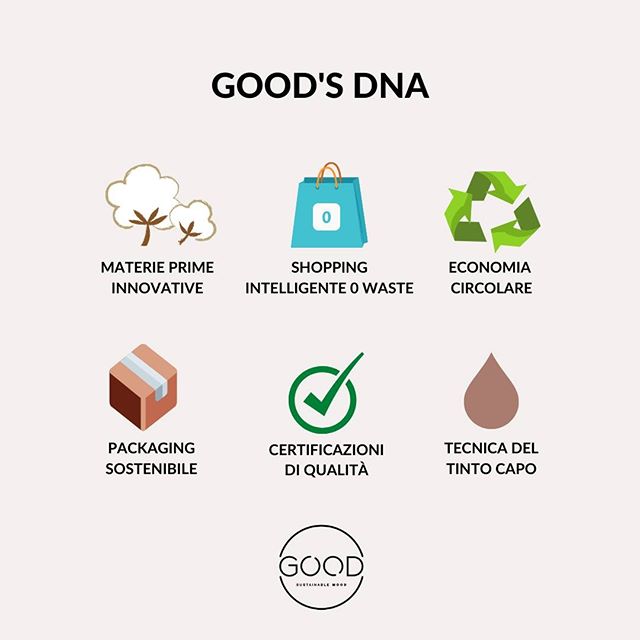 GOOD'S DNA
MATERIE PRIME
INNOVATIVE
SHOPPING
INTELLIGENTE 0 WASTE
0
ECONOMIA
CIRCOLARE
PACKAGING
SOSTENIBILE
CERTIFICAZIONI
DI QUALITÀ
TECNICA DEL
TINTO CAPO
GOOD
SUSTAINABLE MOOD